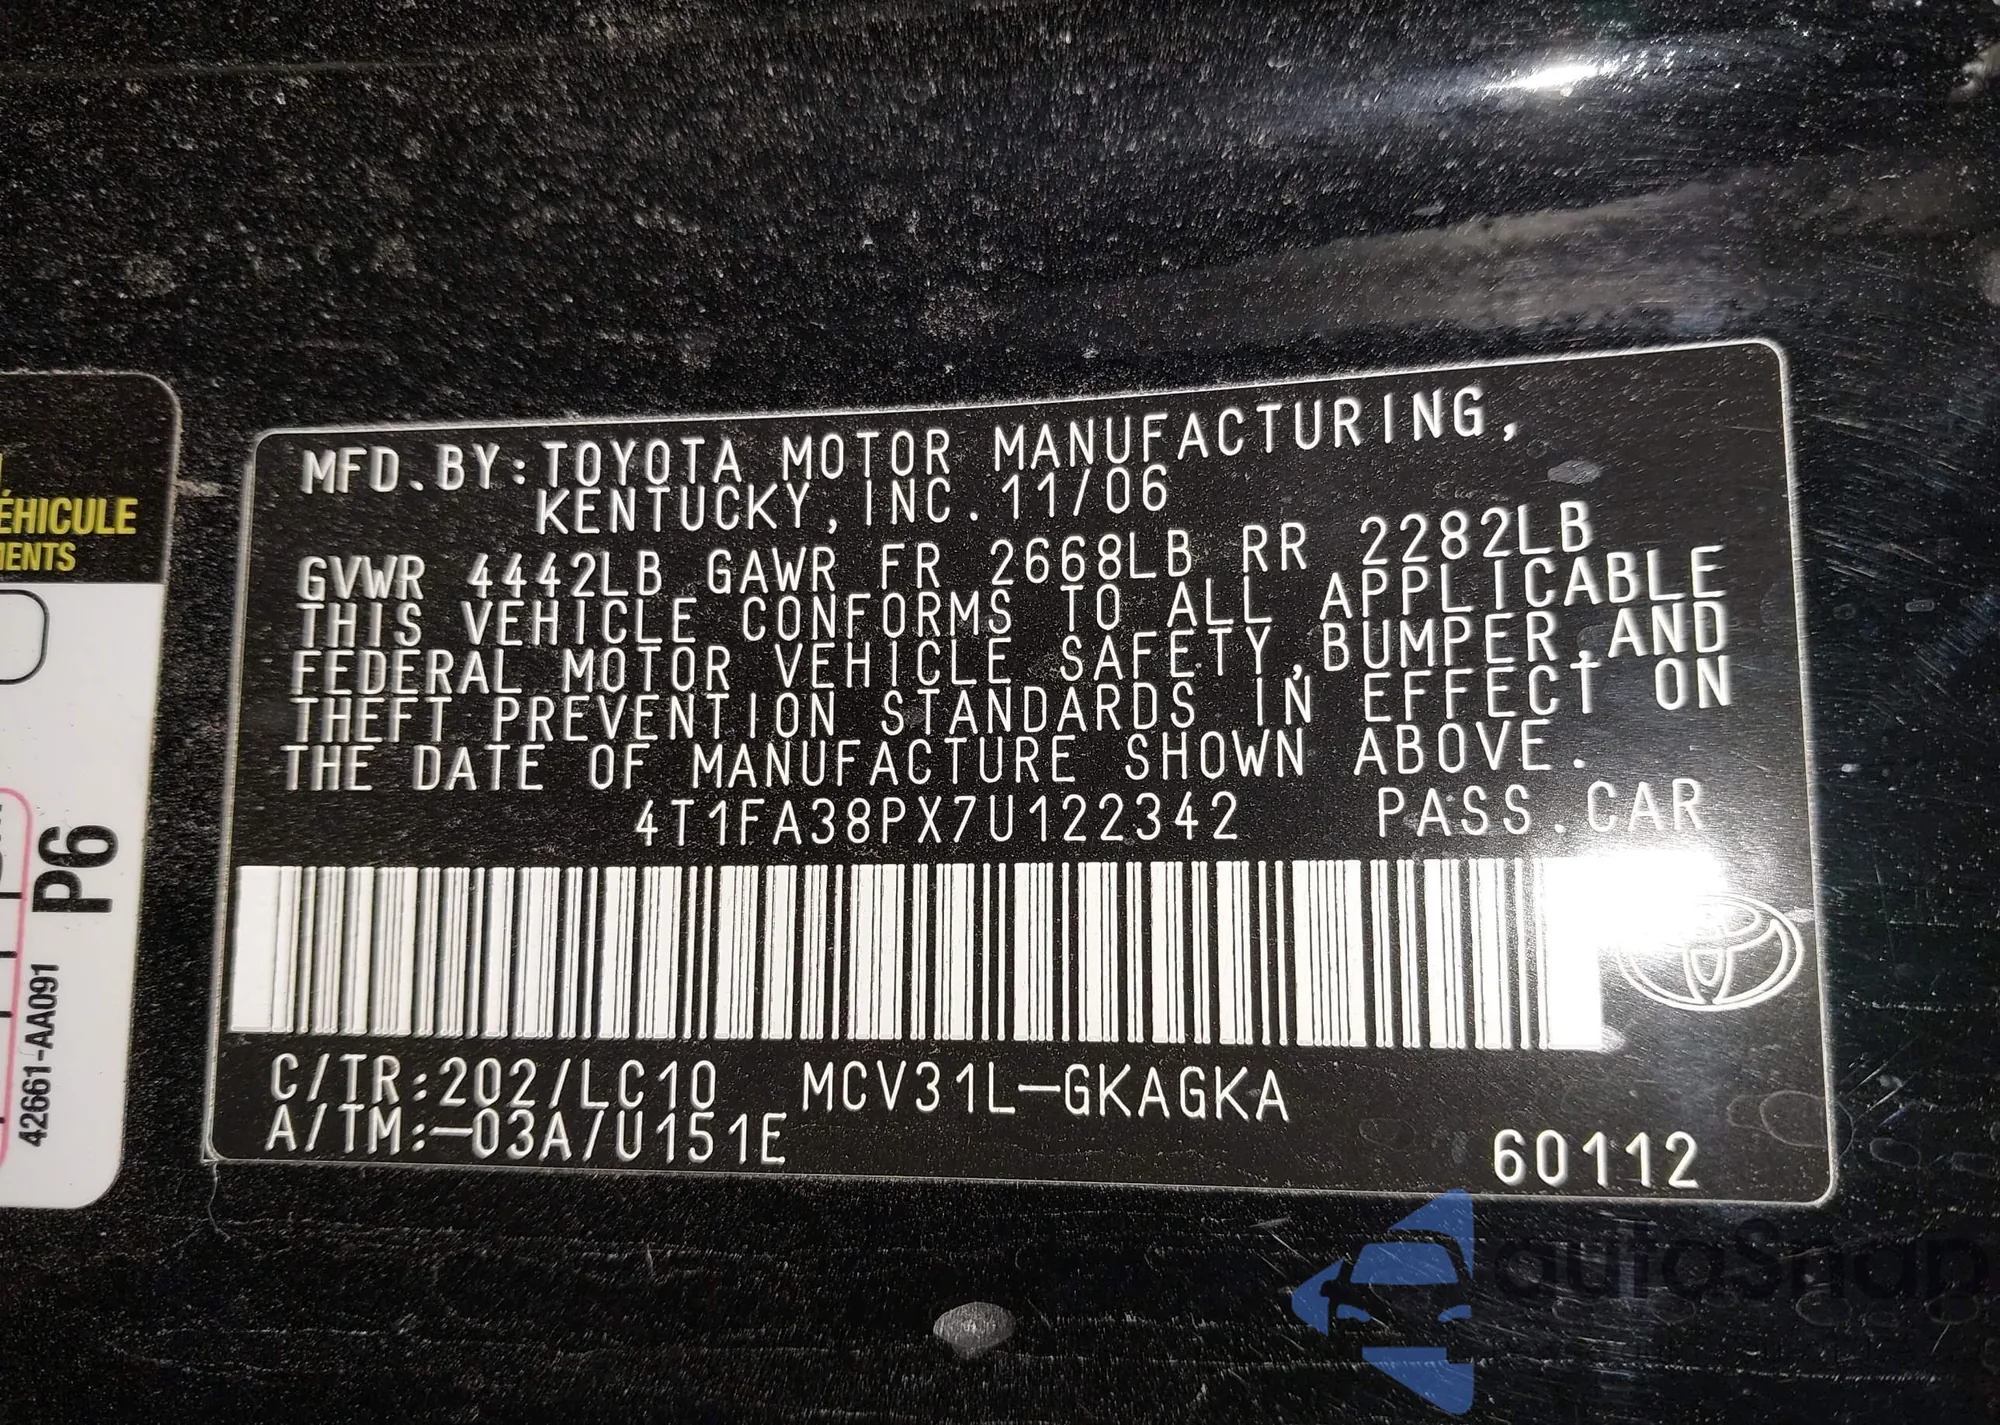 MFD.BY:TOYOTA MOTOR MANUFACTURING,
KENTUCKY,INC.11/06
GVWR 4442LB GAWR FR 2668LB RR 2282LB
THIS VEHICLE CONFORMS TO ALL APPLICABLE
FEDERAL MOTOR VEHICLE SAFETY,BUMPER,AND
THEFT PREVENTION STANDARDS IN EFFECT ON
THE DATE OF MANUFACTURE SHOWN ABOVE.
4T1FA38PX7U122342 PASS.CAR
C/TR:202/LC10 MCV31L-GKAGKA
A/TM:-03A/U151E
60112
ÉHICULE
P6
42661-AA091
autoSnap